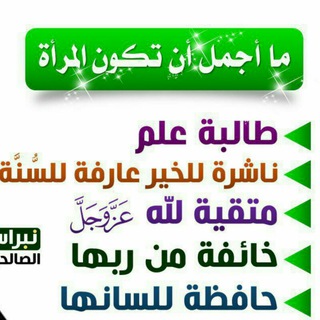 ما أجمل أن تكون المرأة
طالبة علم
ناشرة للخير عارفة للسُّنَّة
متقية لله عَزَّوَجَلَّ
خائفة من ربها
حافظة للسانها